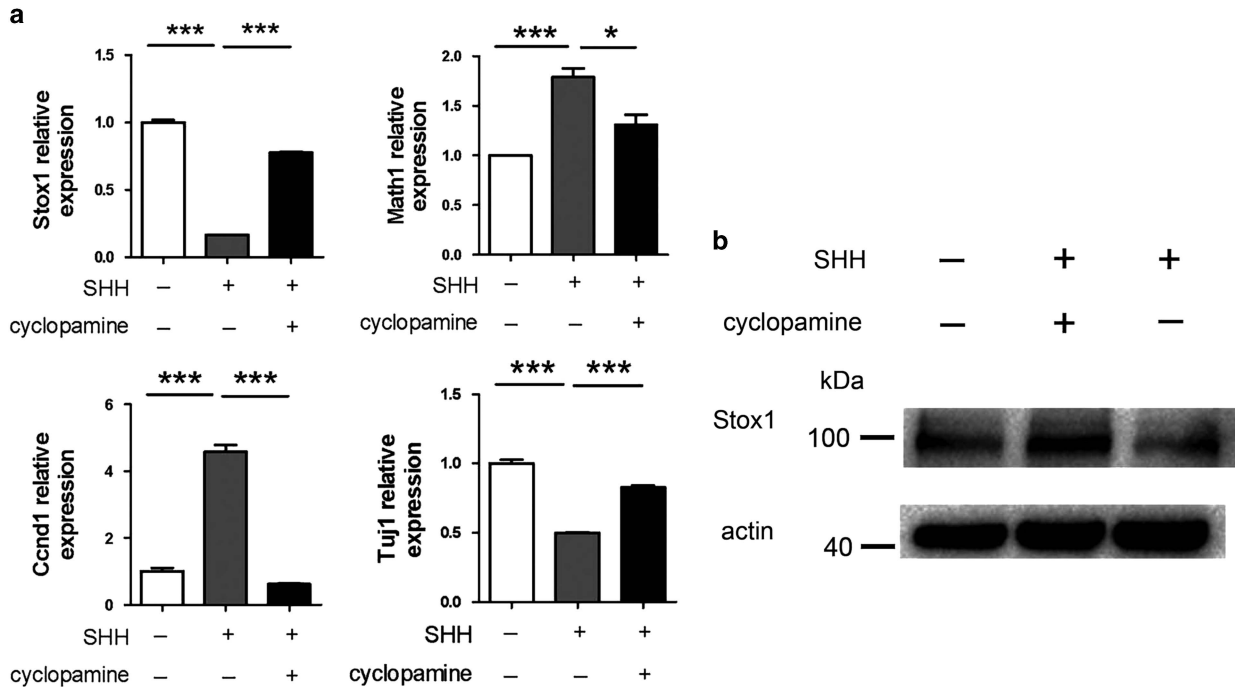 a
*** ***
Stox1 relative
expression
1.5
1.0
0.5
0.0
SHH – + +
cyclopamine – – +
*** *
Math1 relative
expression
2.0
1.5
1.0
0.5
0.0
SHH – + +
cyclopamine – – +
*** ***
Ccnd1 relative
expression
6
4
2
0
SHH – + +
cyclopamine – – +
*** ***
Tuj1 relative
expression
1.5
1.0
0.5
0.0
SHH – + +
cyclopamine – – +
b
SHH – + +
cyclopamine – + –
kDa
Stox1 100
actin 40